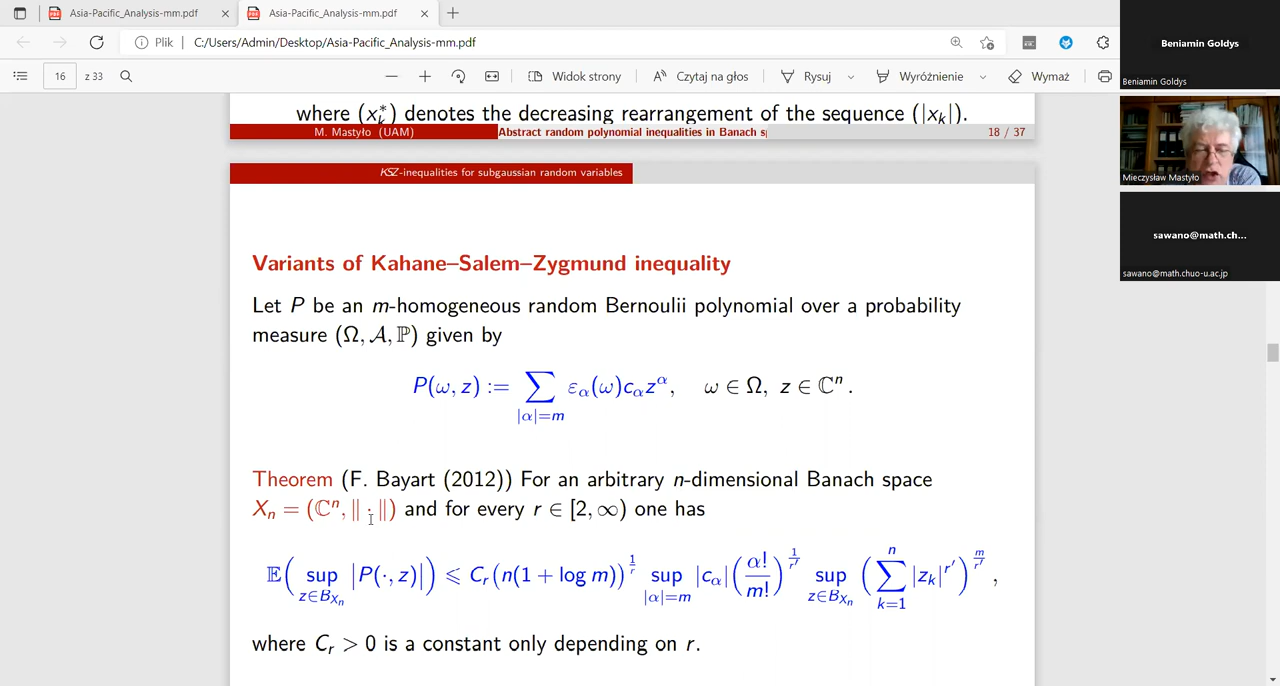 Asia-Pacific_Analysis-mm.pdf
Asia-Pacific_Analysis-mm.pdf
Plik C:/Users/Admin/Desktop/Asia-Pacific_Analysis-mm.pdf
16 z 33 Widok strony Czytaj na głos Rysuj Wyróżnienie Wymaż
Beniamin Goldys
Beniamin Goldys
Mieczysław Mastyło
sawano@math.ch...
sawano@math.chuo-u.ac.jp
where (x*_k) denotes the decreasing rearrangement of the sequence (|x_k|).
M. Mastyło (UAM) Abstract random polynomial inequalities in Banach s 18 / 37
KSZ-inequalities for subgaussian random variables
Variants of Kahane–Salem–Zygmund inequality
Let P be an m-homogeneous random Bernoulii polynomial over a probability
measure (Ω, 𝒜, ℙ) given by
P(ω, z) := ∑_{|α|=m} ε_α(ω)c_α z^α, ω ∈ Ω, z ∈ ℂ^n.
Theorem (F. Bayart (2012)) For an arbitrary n-dimensional Banach space
X_n = (ℂ^n, ‖ · ‖) and for every r ∈ [2, ∞) one has
𝔼( sup_{z∈B_{X_n}} |P(·, z)| ) ⩽ C_r (n(1 + log m))^{1/r} sup_{|α|=m} |c_α| (α!/m!)^{1/r′} sup_{z∈B_{X_n}} ( ∑_{k=1}^{n} |z_k|^{r′} )^{m/r′},
where C_r > 0 is a constant only depending on r.